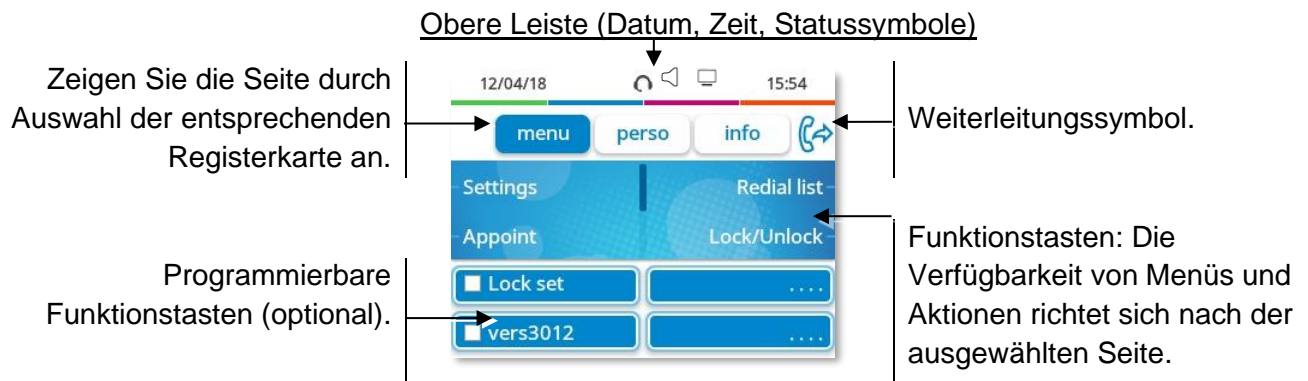 Obere Leiste (Datum, Zeit, Statussymbole)
Zeigen Sie die Seite durch
Auswahl der entsprechenden
Registerkarte an.
12/04/18
15:54
menu
perso
info
Weiterleitungssymbol.
Settings
Redial list
Appoint
Lock/Unlock
Funktionstasten: Die
Verfügbarkeit von Menüs und
Aktionen richtet sich nach der
ausgewählten Seite.
Programmierbare
Funktionstasten (optional).
Lock set
....
vers3012
....